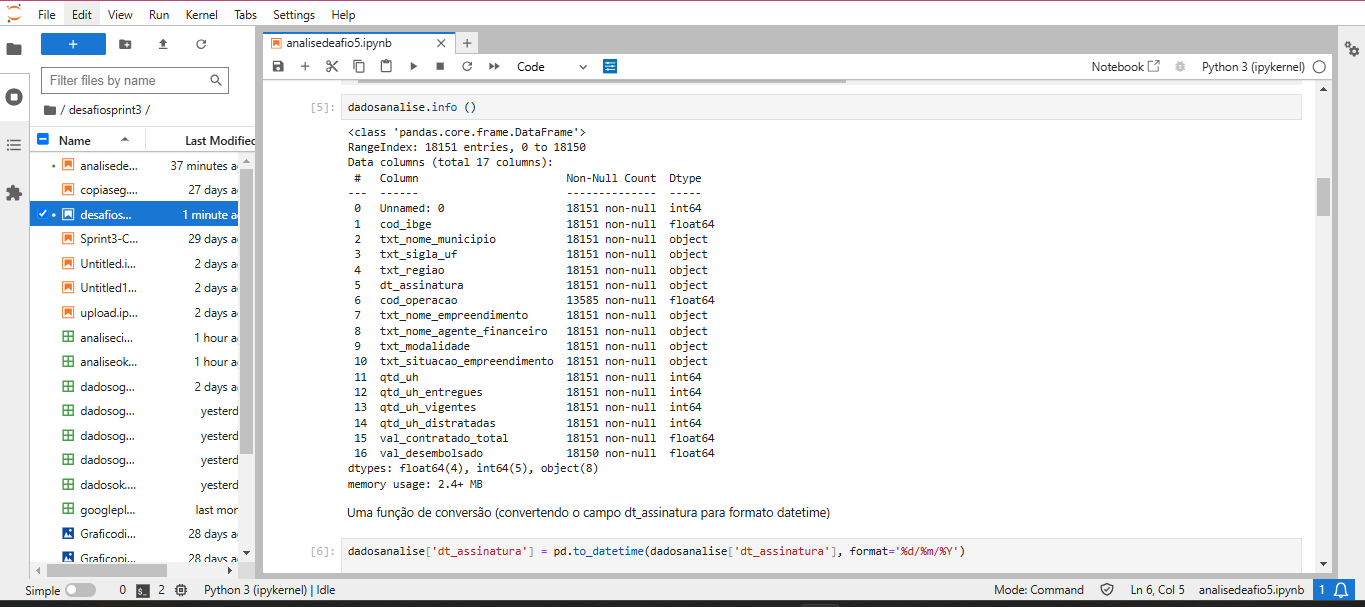 File Edit View Run Kernel Tabs Settings Help
+
Filter files by name
/ desafiosprint3 /
Name Last Modified
analisede... 37 minutes a
copiaseg... 27 days a
desafios... 1 minute a
Sprint3-C... 29 days a
Untitled.i... 2 days a
Untitled1... 2 days a
upload.ip... 2 days a
analiseci... 1 hour a
analiseok... 1 hour a
dadosog... 2 days a
dadosog... yesterd
dadosog... yesterd
dadosog... yesterd
dadosok.... yesterd
googlepl... last mor
Graficodi... 28 days a
Graficopi... 28 days a
analisedeafio5.ipynb × +
Code
Notebook Python 3 (ipykernel)
[5]: dadosanalise.info ()
<class 'pandas.core.frame.DataFrame'>
RangeIndex: 18151 entries, 0 to 18150
Data columns (total 17 columns):
# Column Non-Null Count Dtype
--- ------ -------------- -----
0 Unnamed: 0 18151 non-null int64
1 cod_ibge 18151 non-null float64
2 txt_nome_municipio 18151 non-null object
3 txt_sigla_uf 18151 non-null object
4 txt_regiao 18151 non-null object
5 dt_assinatura 18151 non-null object
6 cod_operacao 13585 non-null float64
7 txt_nome_empreendimento 18151 non-null object
8 txt_nome_agente_financeiro 18151 non-null object
9 txt_modalidade 18151 non-null object
10 txt_situacao_empreendimento 18151 non-null object
11 qtd_uh 18151 non-null int64
12 qtd_uh_entregues 18151 non-null int64
13 qtd_uh_vigentes 18151 non-null int64
14 qtd_uh_distratadas 18151 non-null int64
15 val_contratado_total 18151 non-null float64
16 val_desembolsado 18150 non-null float64
dtypes: float64(4), int64(5), object(8)
memory usage: 2.4+ MB
Uma função de conversão (convertendo o campo dt_assinatura para formato datetime)
[6]: dadosanalise['dt_assinatura'] = pd.to_datetime(dadosanalise['dt_assinatura'], format='%d/%m/%Y')
Simple 0 $_ 2 Python 3 (ipykernel) | Idle Mode: Command Ln 6, Col 5 analisedeafio5.ipynb 1